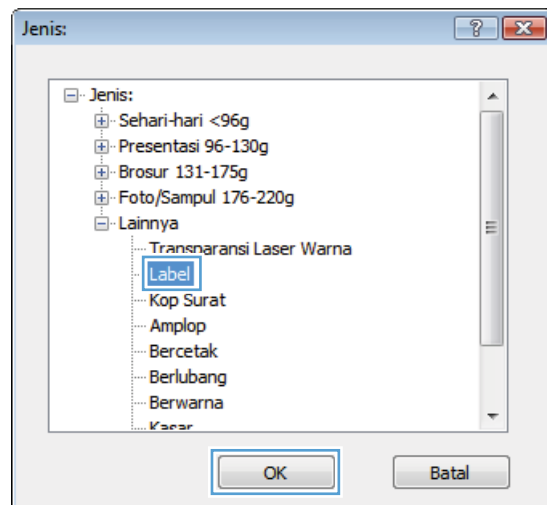 Jenis:
Jenis:
Sehari-hari <96g
Presentasi 96-130g
Brosur 131-175g
Foto/Sampul 176-220g
Lainnya
Transparansi Laser Warna
Label
Kop Surat
Amplop
Bercetak
Berlubang
Berwarna
Kasar
OK Batal